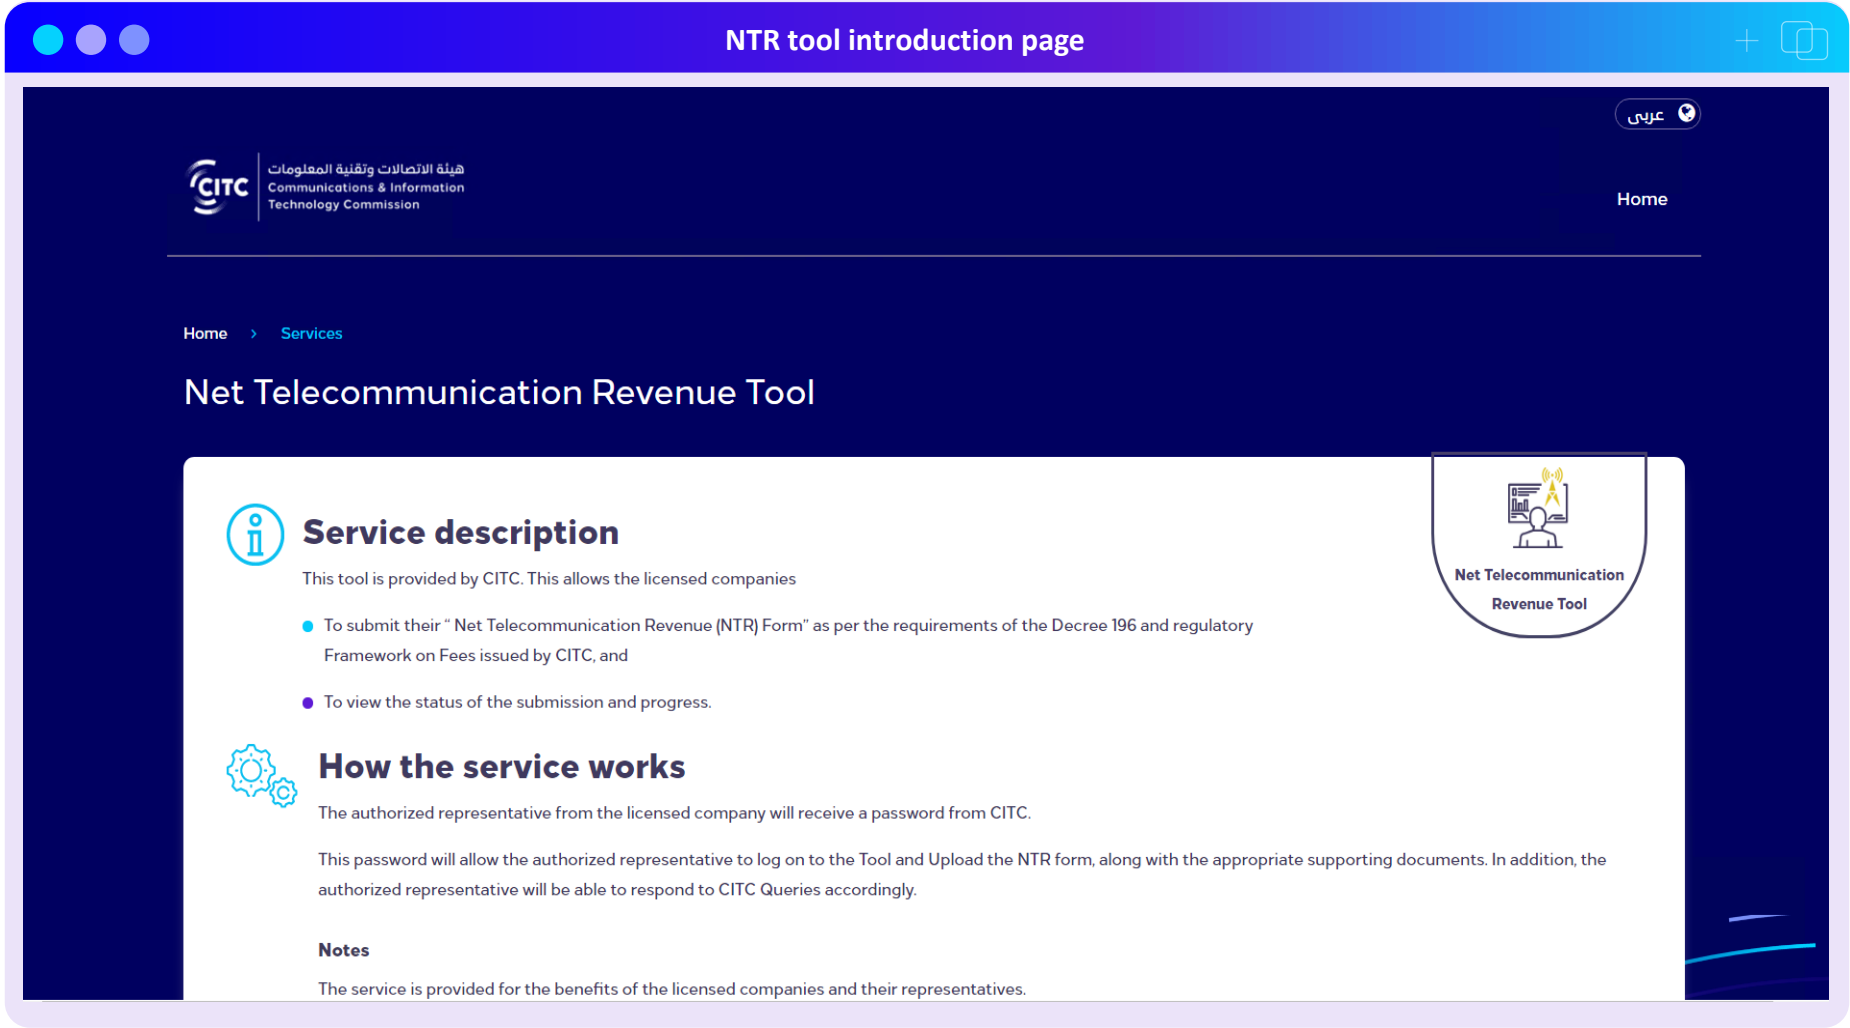 NTR tool introduction page
عربي
CITC
هيئة الاتصالات وتقنية المعلومات
Communications & Information
Technology Commission
Home
Home > Services
Net Telecommunication Revenue Tool
Service description
This tool is provided by CITC. This allows the licensed companies
To submit their “ Net Telecommunication Revenue (NTR) Form” as per the requirements of the Decree 196 and regulatory
Framework on Fees issued by CITC, and
To view the status of the submission and progress.
Net Telecommunication
Revenue Tool
How the service works
The authorized representative from the licensed company will receive a password from CITC.
This password will allow the authorized representative to log on to the Tool and Upload the NTR form, along with the appropriate supporting documents. In addition, the
authorized representative will be able to respond to CITC Queries accordingly.
Notes
The service is provided for the benefits of the licensed companies and their representatives.